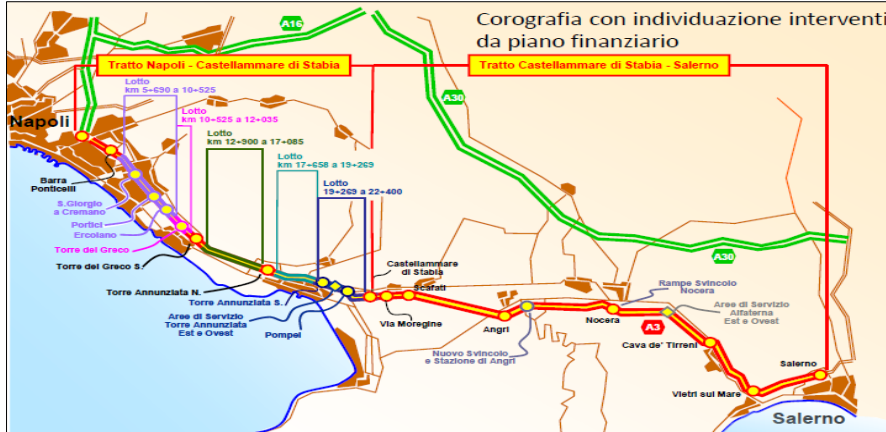 Corografia con individuazione interventi
da piano finanziario
A16
Tratto Napoli - Castellammare di Stabia
Tratto Castellammare di Stabia - Salerno
Lotto
km 5+690 a 10+525
Lotto
km 10+525 a 12+035
Lotto
km 12+900 a 17+085
Lotto
km 17+658 a 19+269
Lotto
19+269 a 22+400
A30
Napoli
Barra
Ponticelli
S.Giorgio
a Cremano
Portici
Ercolano
Torre del Greco
Torre del Greco S.
Torre Annunziata N.
Torre Annunziata S.
Aree di Servizio
Torre Annunziata
Est e Ovest
Pompei
Castellammare
di Stabia
Scafati
Via Moregine
Angri
Nuovo Svincolo
e Stazione di Angri
Rampe Svincolo
Nocera
Nocera
A30
Aree di Servizio
Alfaterna
Est e Ovest
A3
Cava de' Tirreni
Salerno
Vietri sul Mare
Salerno